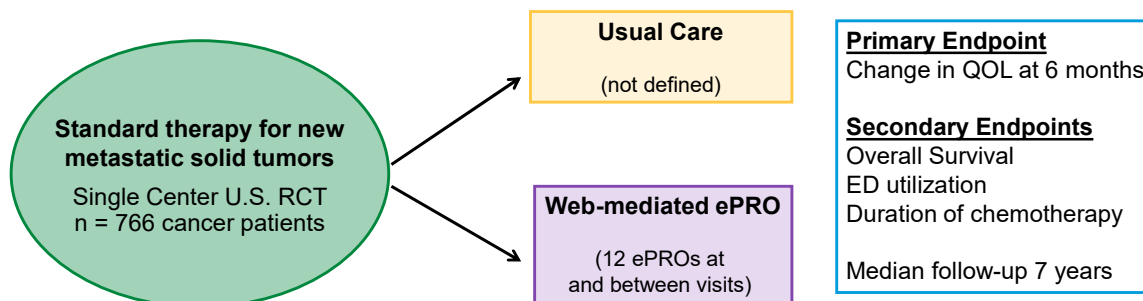 Standard therapy for new
metastatic solid tumors
Single Center U.S. RCT
n = 766 cancer patients
Usual Care
(not defined)
Web-mediated ePRO
(12 ePROs at
and between visits)
Primary Endpoint
Change in QOL at 6 months
Secondary Endpoints
Overall Survival
ED utilization
Duration of chemotherapy
Median follow-up 7 years